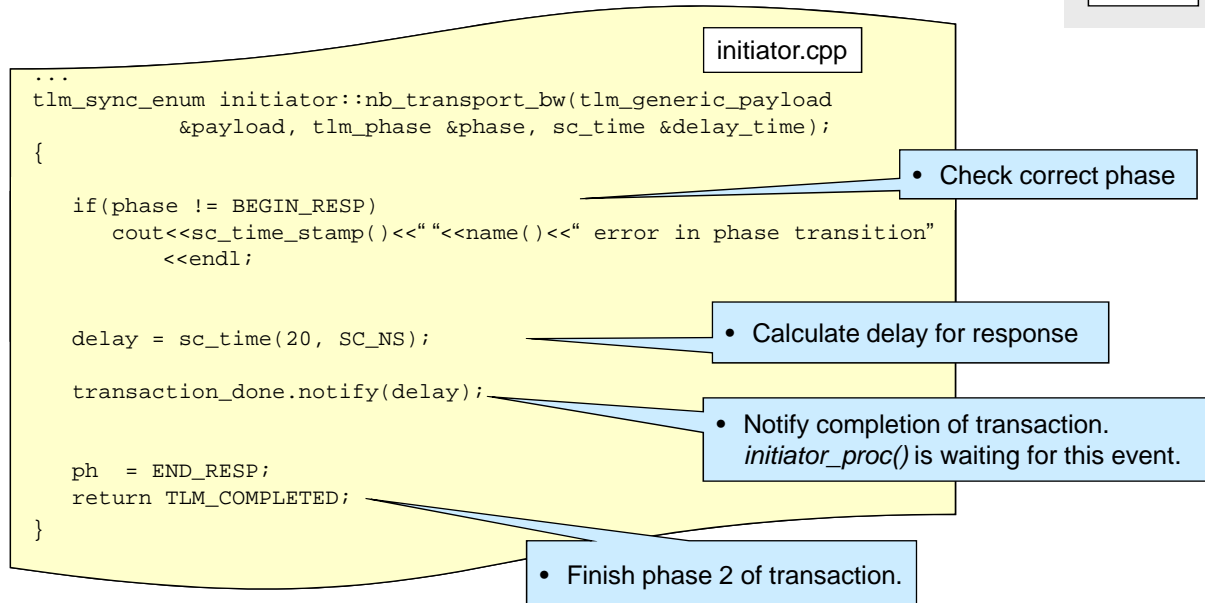 initiator.cpp
...
tlm_sync_enum initiator::nb_transport_bw(tlm_generic_payload
&payload, tlm_phase &phase, sc_time &delay_time);
{
• Check correct phase
if(phase != BEGIN_RESP)
cout<<sc_time_stamp()<<“ “<<name()<<“ error in phase transition”
<<endl;
• Calculate delay for response
delay = sc_time(20, SC_NS);
transaction_done.notify(delay);
• Notify completion of transaction.
initiator_proc() is waiting for this event.
ph = END_RESP;
return TLM_COMPLETED;
}
• Finish phase 2 of transaction.